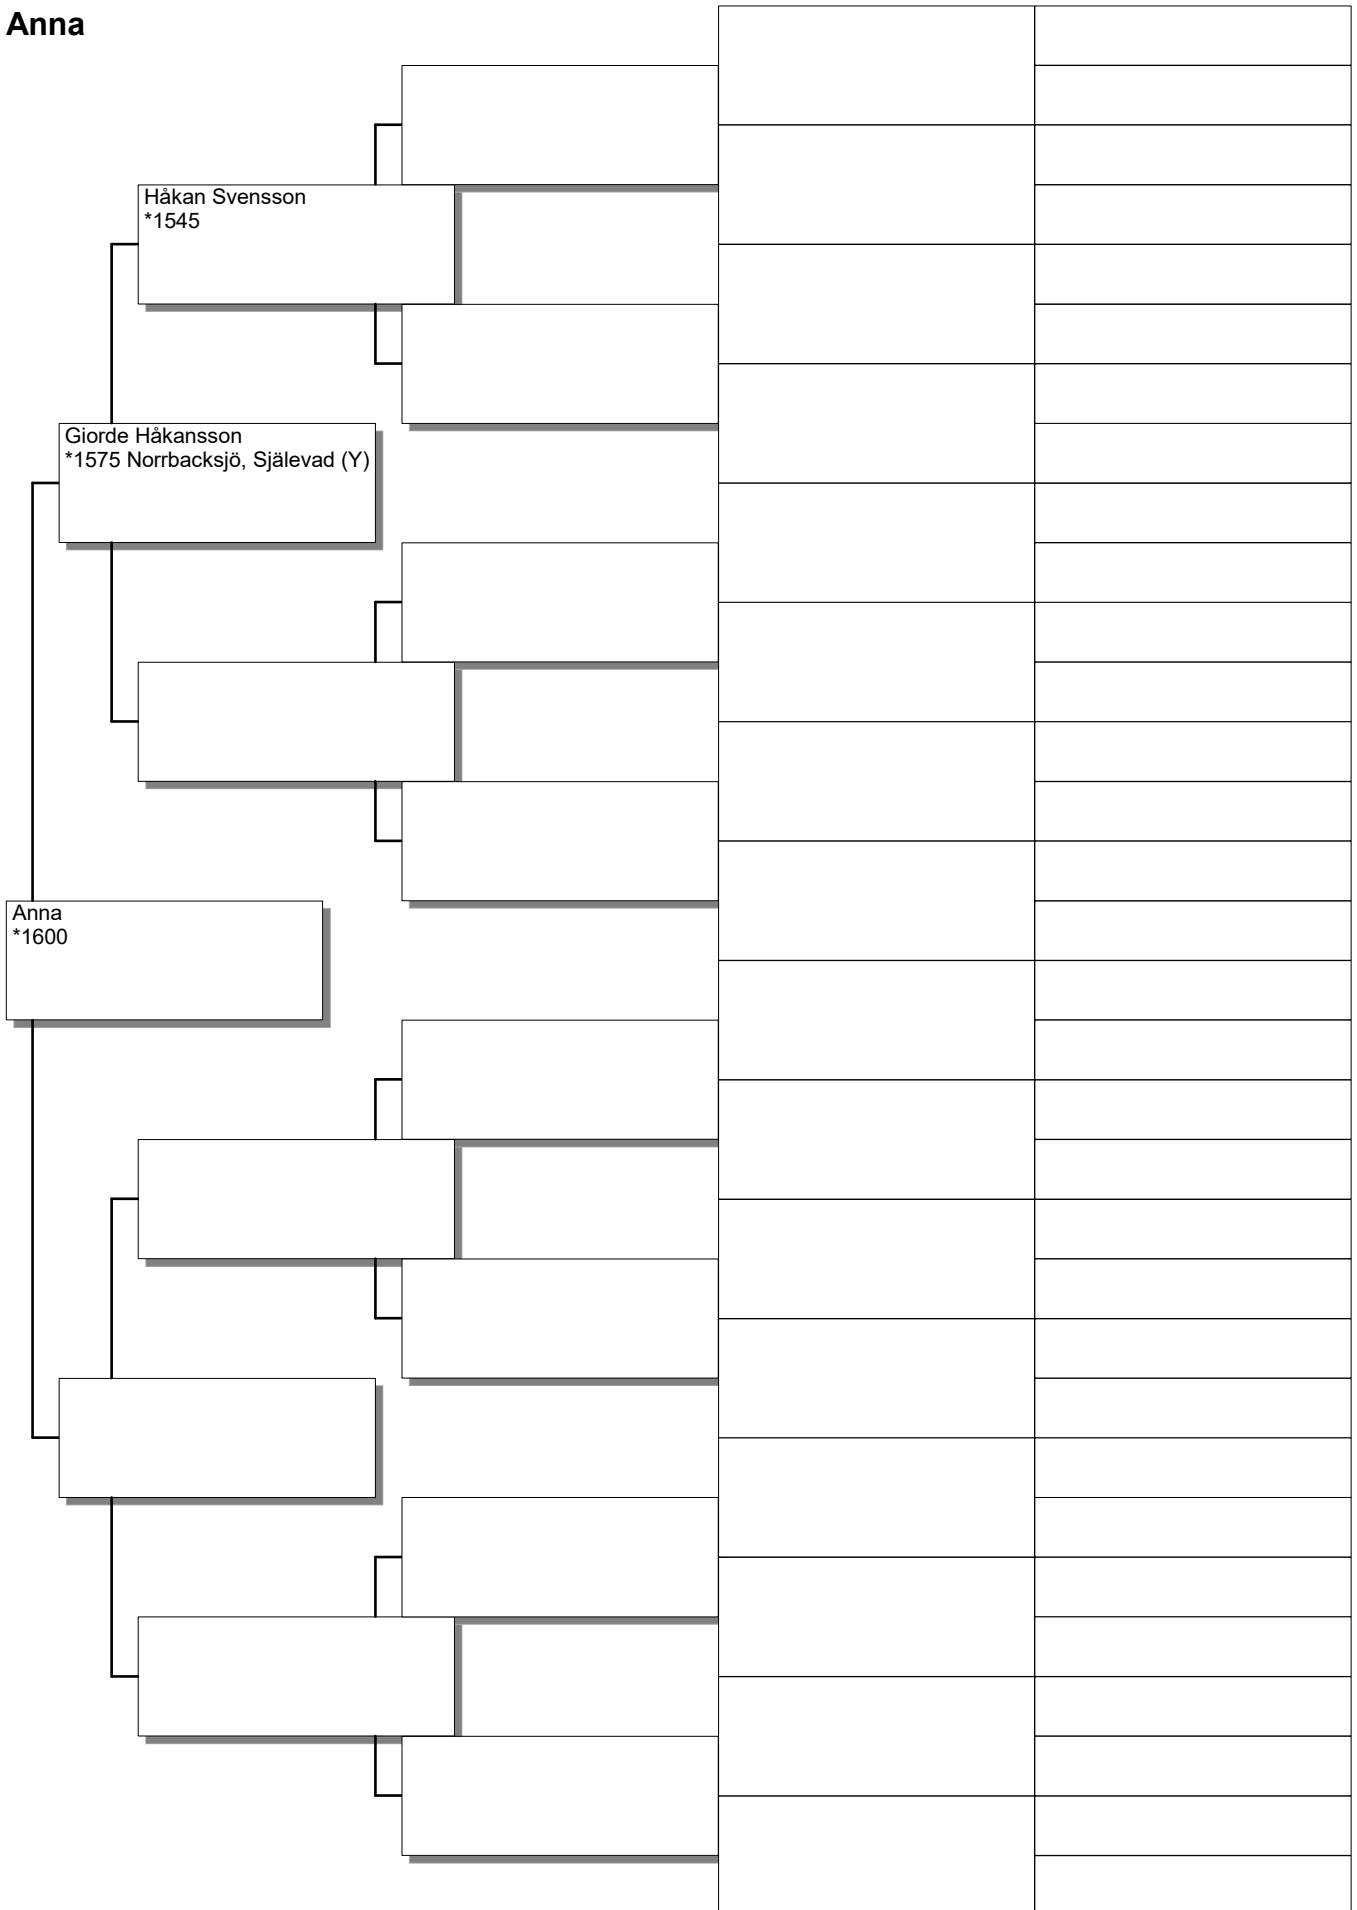 Anna
Håkan Svensson
*1545
Giorde Håkansson
*1575 Norrbacksjö, Själevad (Y)
Anna
*1600